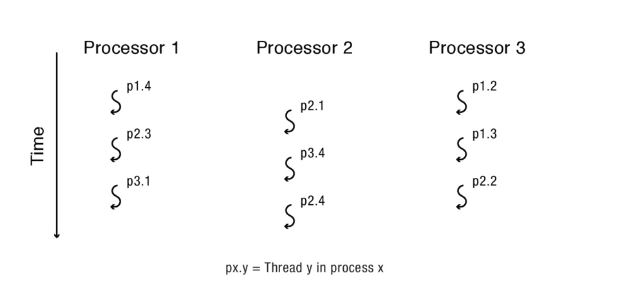 Processor 1 Processor 2 Processor 3
p1.4 p1.2
p2.1
p2.3 p1.3
p3.4
p3.1 p2.2
p2.4
Time
px.y = Thread y in process x